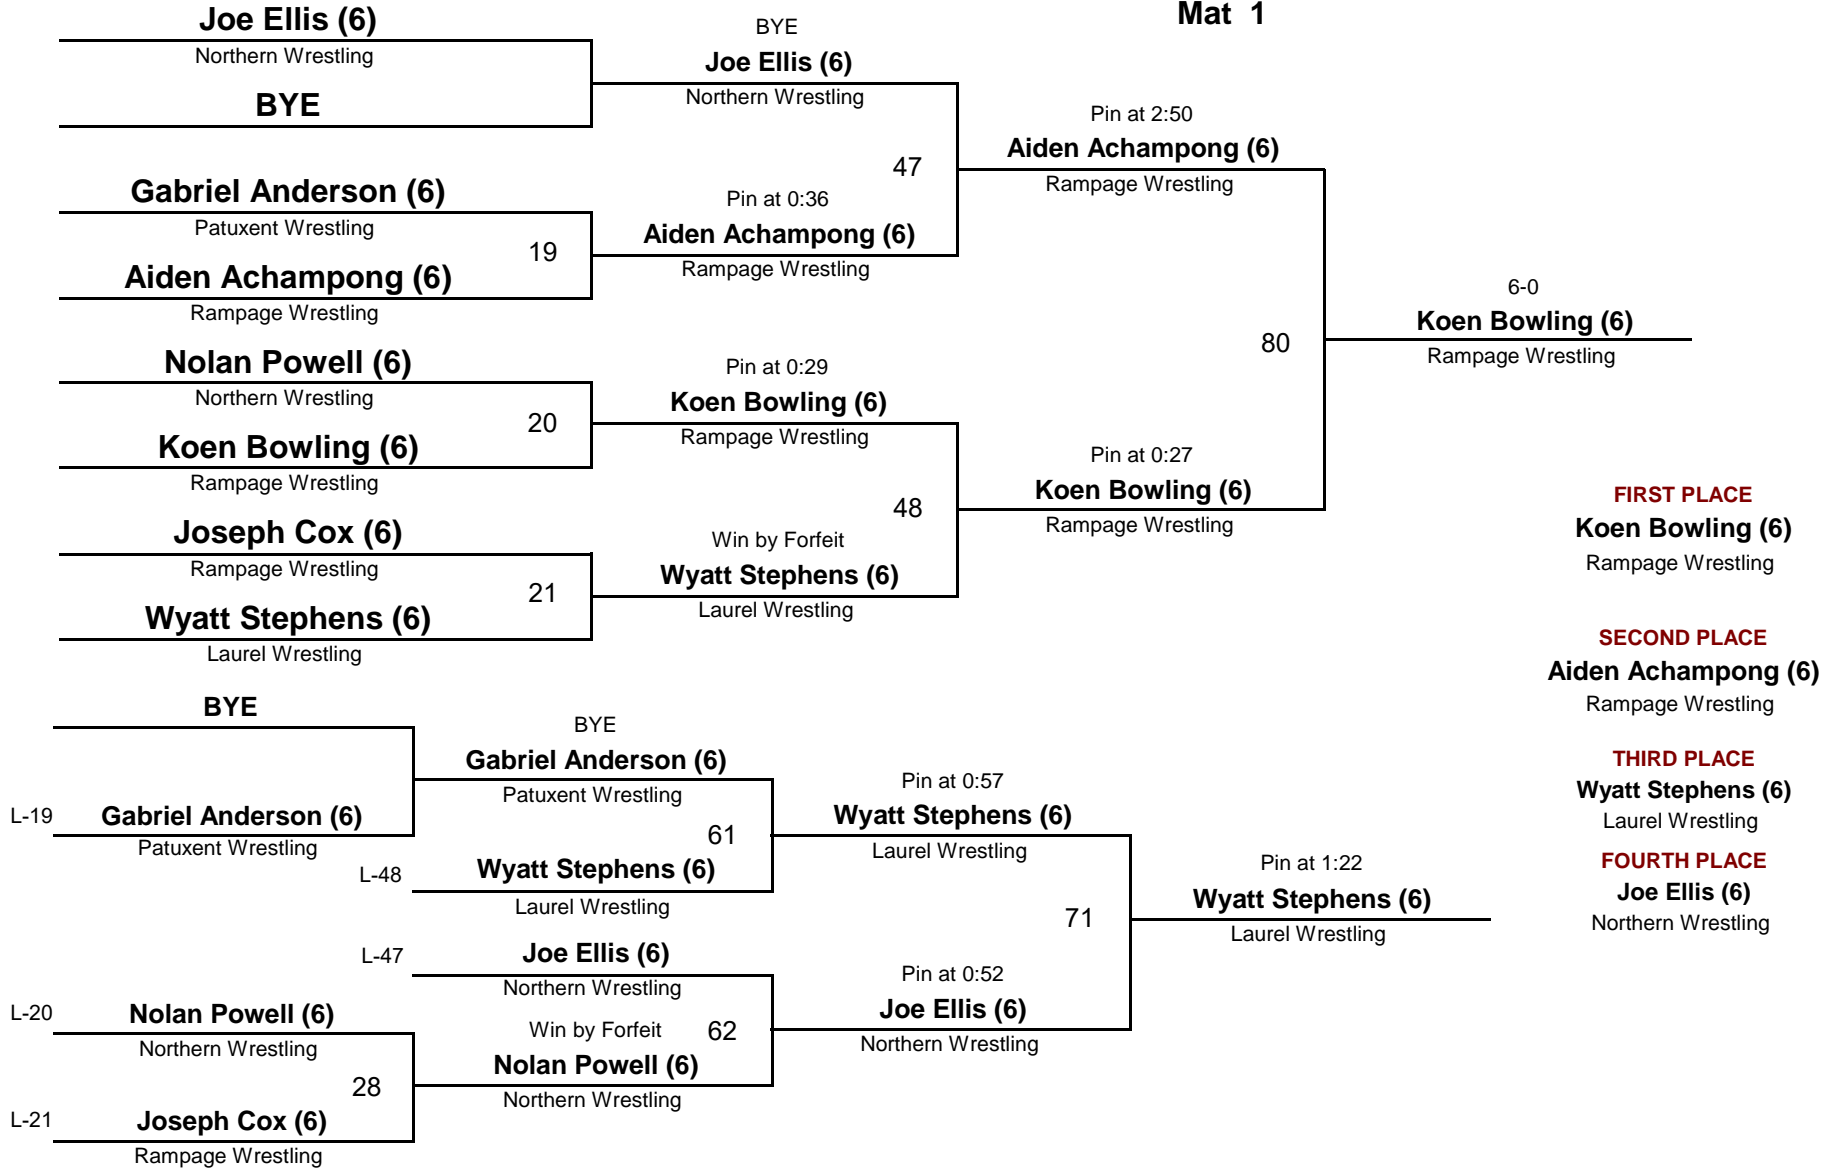 Mat 1
Joe Ellis (6)
Northern Wrestling
BYE
Gabriel Anderson (6)
Patuxent Wrestling
19
Aiden Achampong (6)
Rampage Wrestling
Nolan Powell (6)
Northern Wrestling
20
Koen Bowling (6)
Rampage Wrestling
Joseph Cox (6)
Rampage Wrestling
21
Wyatt Stephens (6)
Laurel Wrestling
BYE
Joe Ellis (6)
Northern Wrestling
47
Pin at 0:36
Aiden Achampong (6)
Rampage Wrestling
Pin at 0:29
Koen Bowling (6)
Rampage Wrestling
48
Win by Forfeit
Wyatt Stephens (6)
Laurel Wrestling
Pin at 2:50
Aiden Achampong (6)
Rampage Wrestling
80
Pin at 0:27
Koen Bowling (6)
Rampage Wrestling
6-0
Koen Bowling (6)
Rampage Wrestling
FIRST PLACE
Koen Bowling (6)
Rampage Wrestling
SECOND PLACE
Aiden Achampong (6)
Rampage Wrestling
THIRD PLACE
Wyatt Stephens (6)
Laurel Wrestling
FOURTH PLACE
Joe Ellis (6)
Northern Wrestling
BYE
L-19
Gabriel Anderson (6)
Patuxent Wrestling
L-20
Nolan Powell (6)
Northern Wrestling
28
L-21
Joseph Cox (6)
Rampage Wrestling
BYE
Gabriel Anderson (6)
Patuxent Wrestling
61
L-48
Wyatt Stephens (6)
Laurel Wrestling
L-47
Joe Ellis (6)
Northern Wrestling
Win by Forfeit
62
Nolan Powell (6)
Northern Wrestling
Pin at 0:57
Wyatt Stephens (6)
Laurel Wrestling
71
Pin at 0:52
Joe Ellis (6)
Northern Wrestling
Pin at 1:22
Wyatt Stephens (6)
Laurel Wrestling